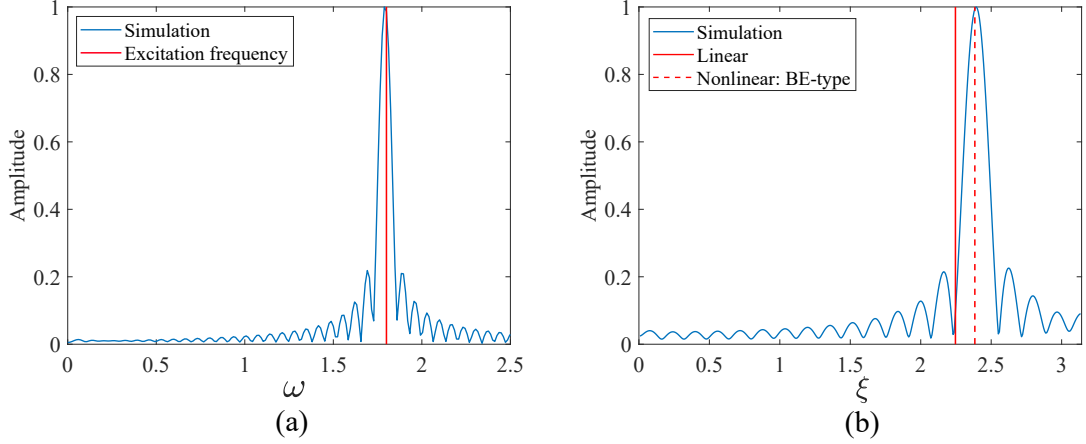 Simulation
Excitation frequency
Amplitude
1
0.8
0.6
0.4
0.2
0
0 0.5 1 1.5 2 2.5
ω
(a)
Simulation
Linear
Nonlinear: BE-type
Amplitude
1
0.8
0.6
0.4
0.2
0
0 0.5 1 1.5 2 2.5 3
ξ
(b)